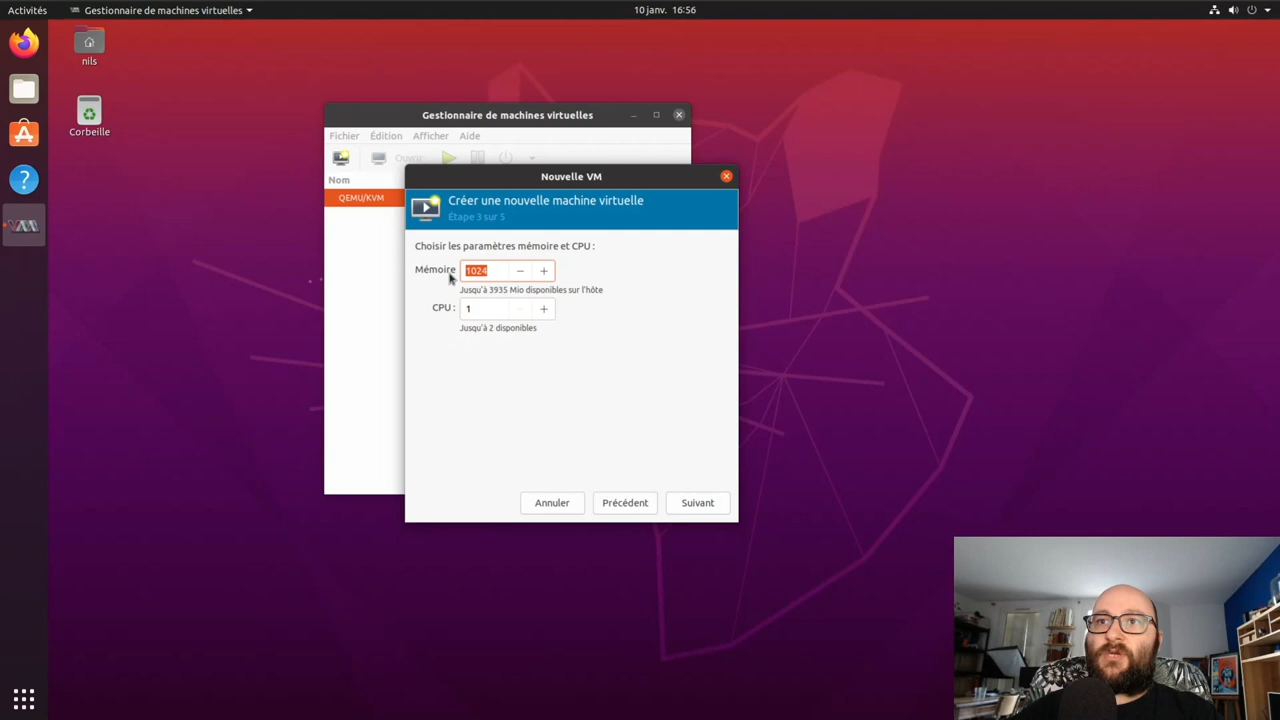 Activités
Gestionnaire de machines virtuelles
10 janv. 16:56
nils
Corbeille
Gestionnaire de machines virtuelles
Fichier Édition Afficher Aide
Ouvrir
Nom
QEMU/KVM
Nouvelle VM
Créer une nouvelle machine virtuelle
Étape 3 sur 5
Choisir les paramètres mémoire et CPU :
Mémoire 1024 − +
Jusqu'à 3935 Mio disponibles sur l'hôte
CPU : 1 − +
Jusqu'à 2 disponibles
Annuler Précédent Suivant